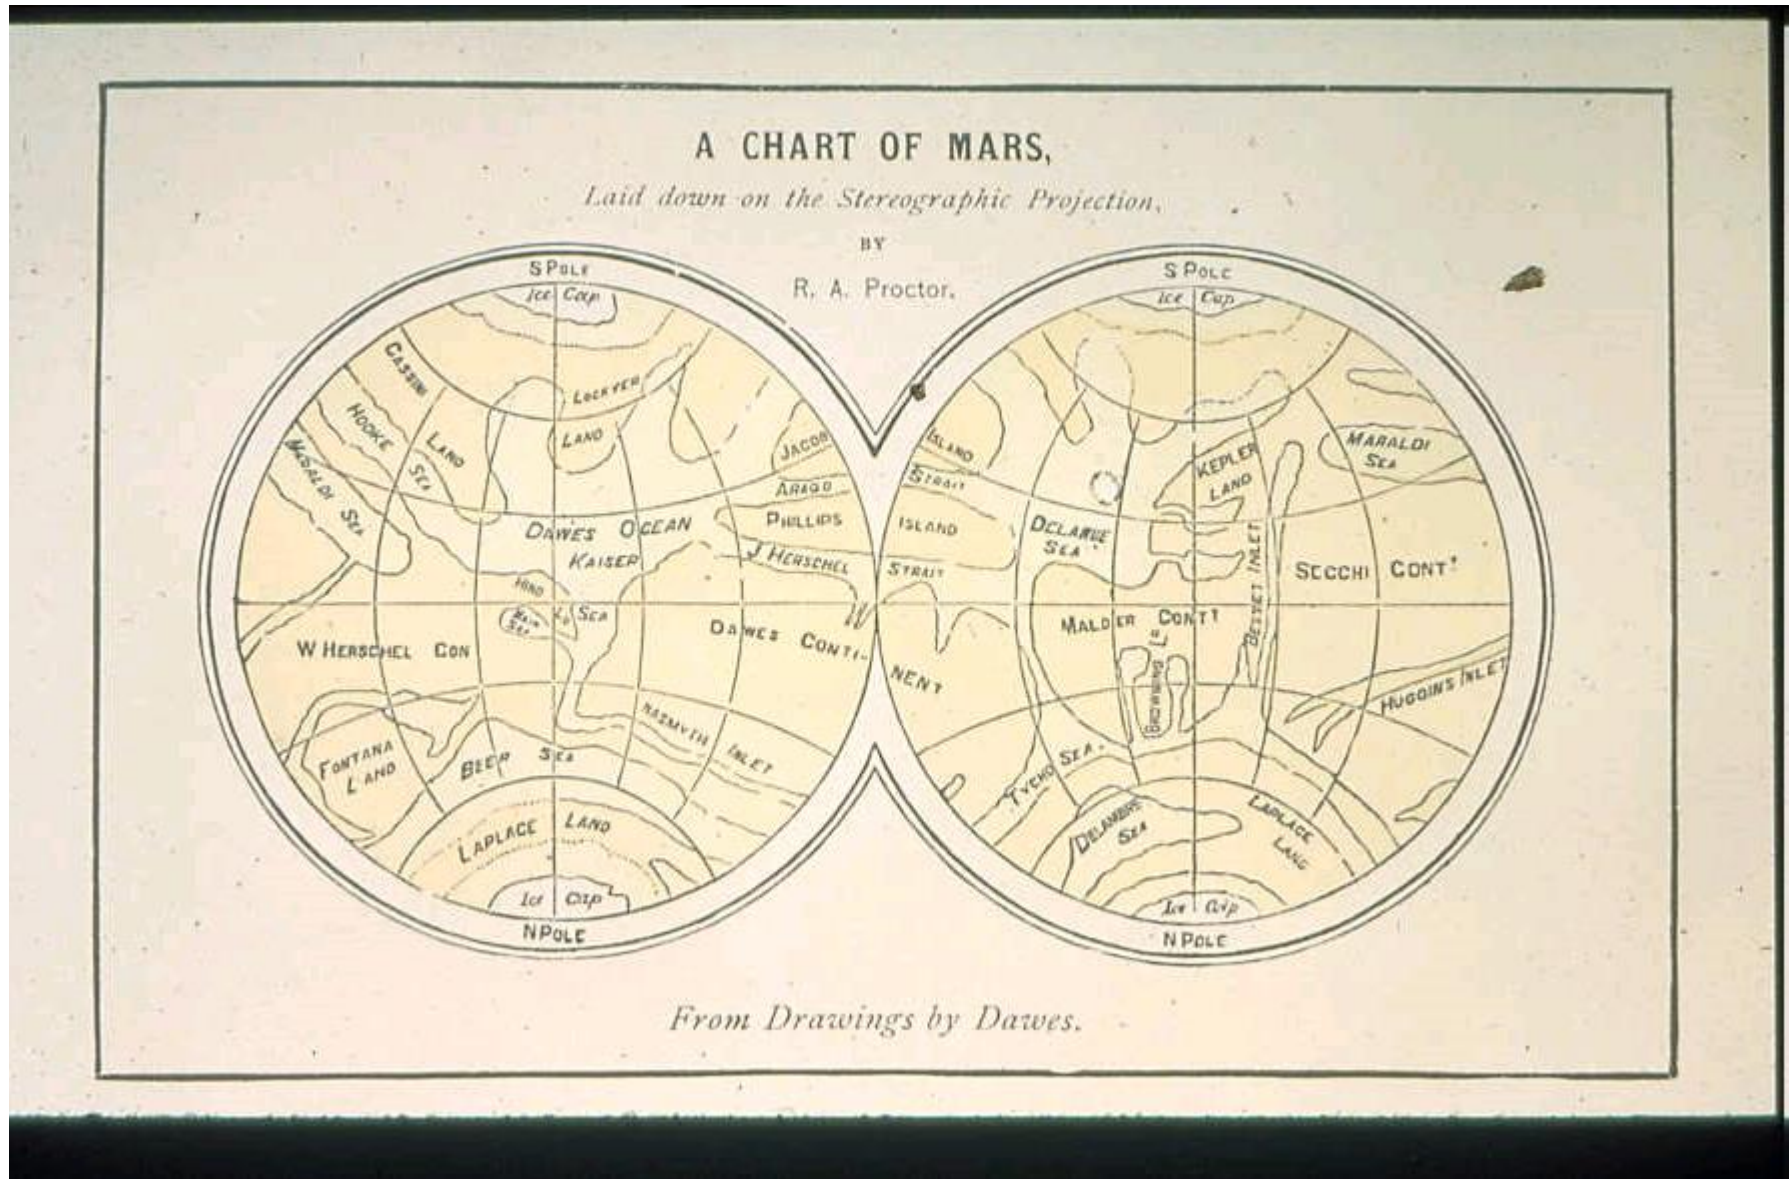 A CHART OF MARS,
Laid down on the Stereographic Projection,
BY
R. A. Proctor.
S POLE
Ice Cap
CASSINI
LAND
HOOKE
SEA
MARALDI SEA
LOCKYER
LAND
JACOB
ARAGO
PHILLIPS
DAWES OCEAN
KAISER
SEA
J HERSCHEL
HIND
MAIN
SEA
W HERSCHEL CON
DAWES CONTI-
FONTANA
LAND
BEER SEA
NASMYTH INLET
LAPLACE LAND
Ice Cap
N POLE
S POLE
Ice Cap
ISLAND
STRAIT
ISLAND
STRAIT
DELARUE
SEA
KEPLER
LAND
MARALDI
SEA
BESSEL INLET
SECCHI CONT
MALDIER CONT
NENT
HUGGINS INLET
TYCHO SEA.
DELAMBRE
SEA
LAPLACE
LAND
Ice Cap
N POLE
From Drawings by Dawes.